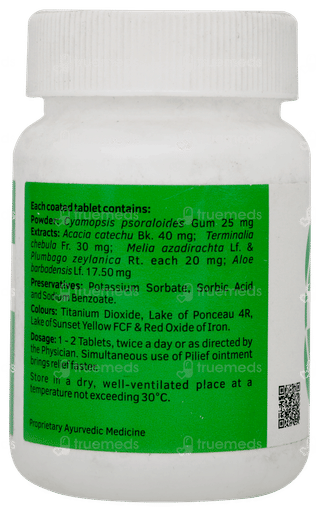 Each coated tablet contains:
Powder: Cyamopsis psoraloides Gum 25 mg
Extracts: Acacia catechu Bk. 40 mg; Terminalia
chebula Fr. 30 mg; Melia azadirachta Lf. &
Plumbago zeylanica Rt. each 20 mg; Aloe
barbadensis Lf. 17.50 mg
Preservatives: Potassium Sorbate, Sorbic Acid
and Sodium Benzoate.
Colours: Titanium Dioxide, Lake of Ponceau 4R,
Lake of Sunset Yellow FCF & Red Oxide of Iron.
Dosage: 1 - 2 Tablets, twice a day or as directed by
the Physician. Simultaneous use of Pilief ointment
brings relief faster.
Store in a dry, well-ventilated place at a
temperature not exceeding 30°C.
Proprietary Ayurvedic Medicine
truemeds
truemeds
truemeds
truemeds
truemeds
truemeds
truemeds
truemeds